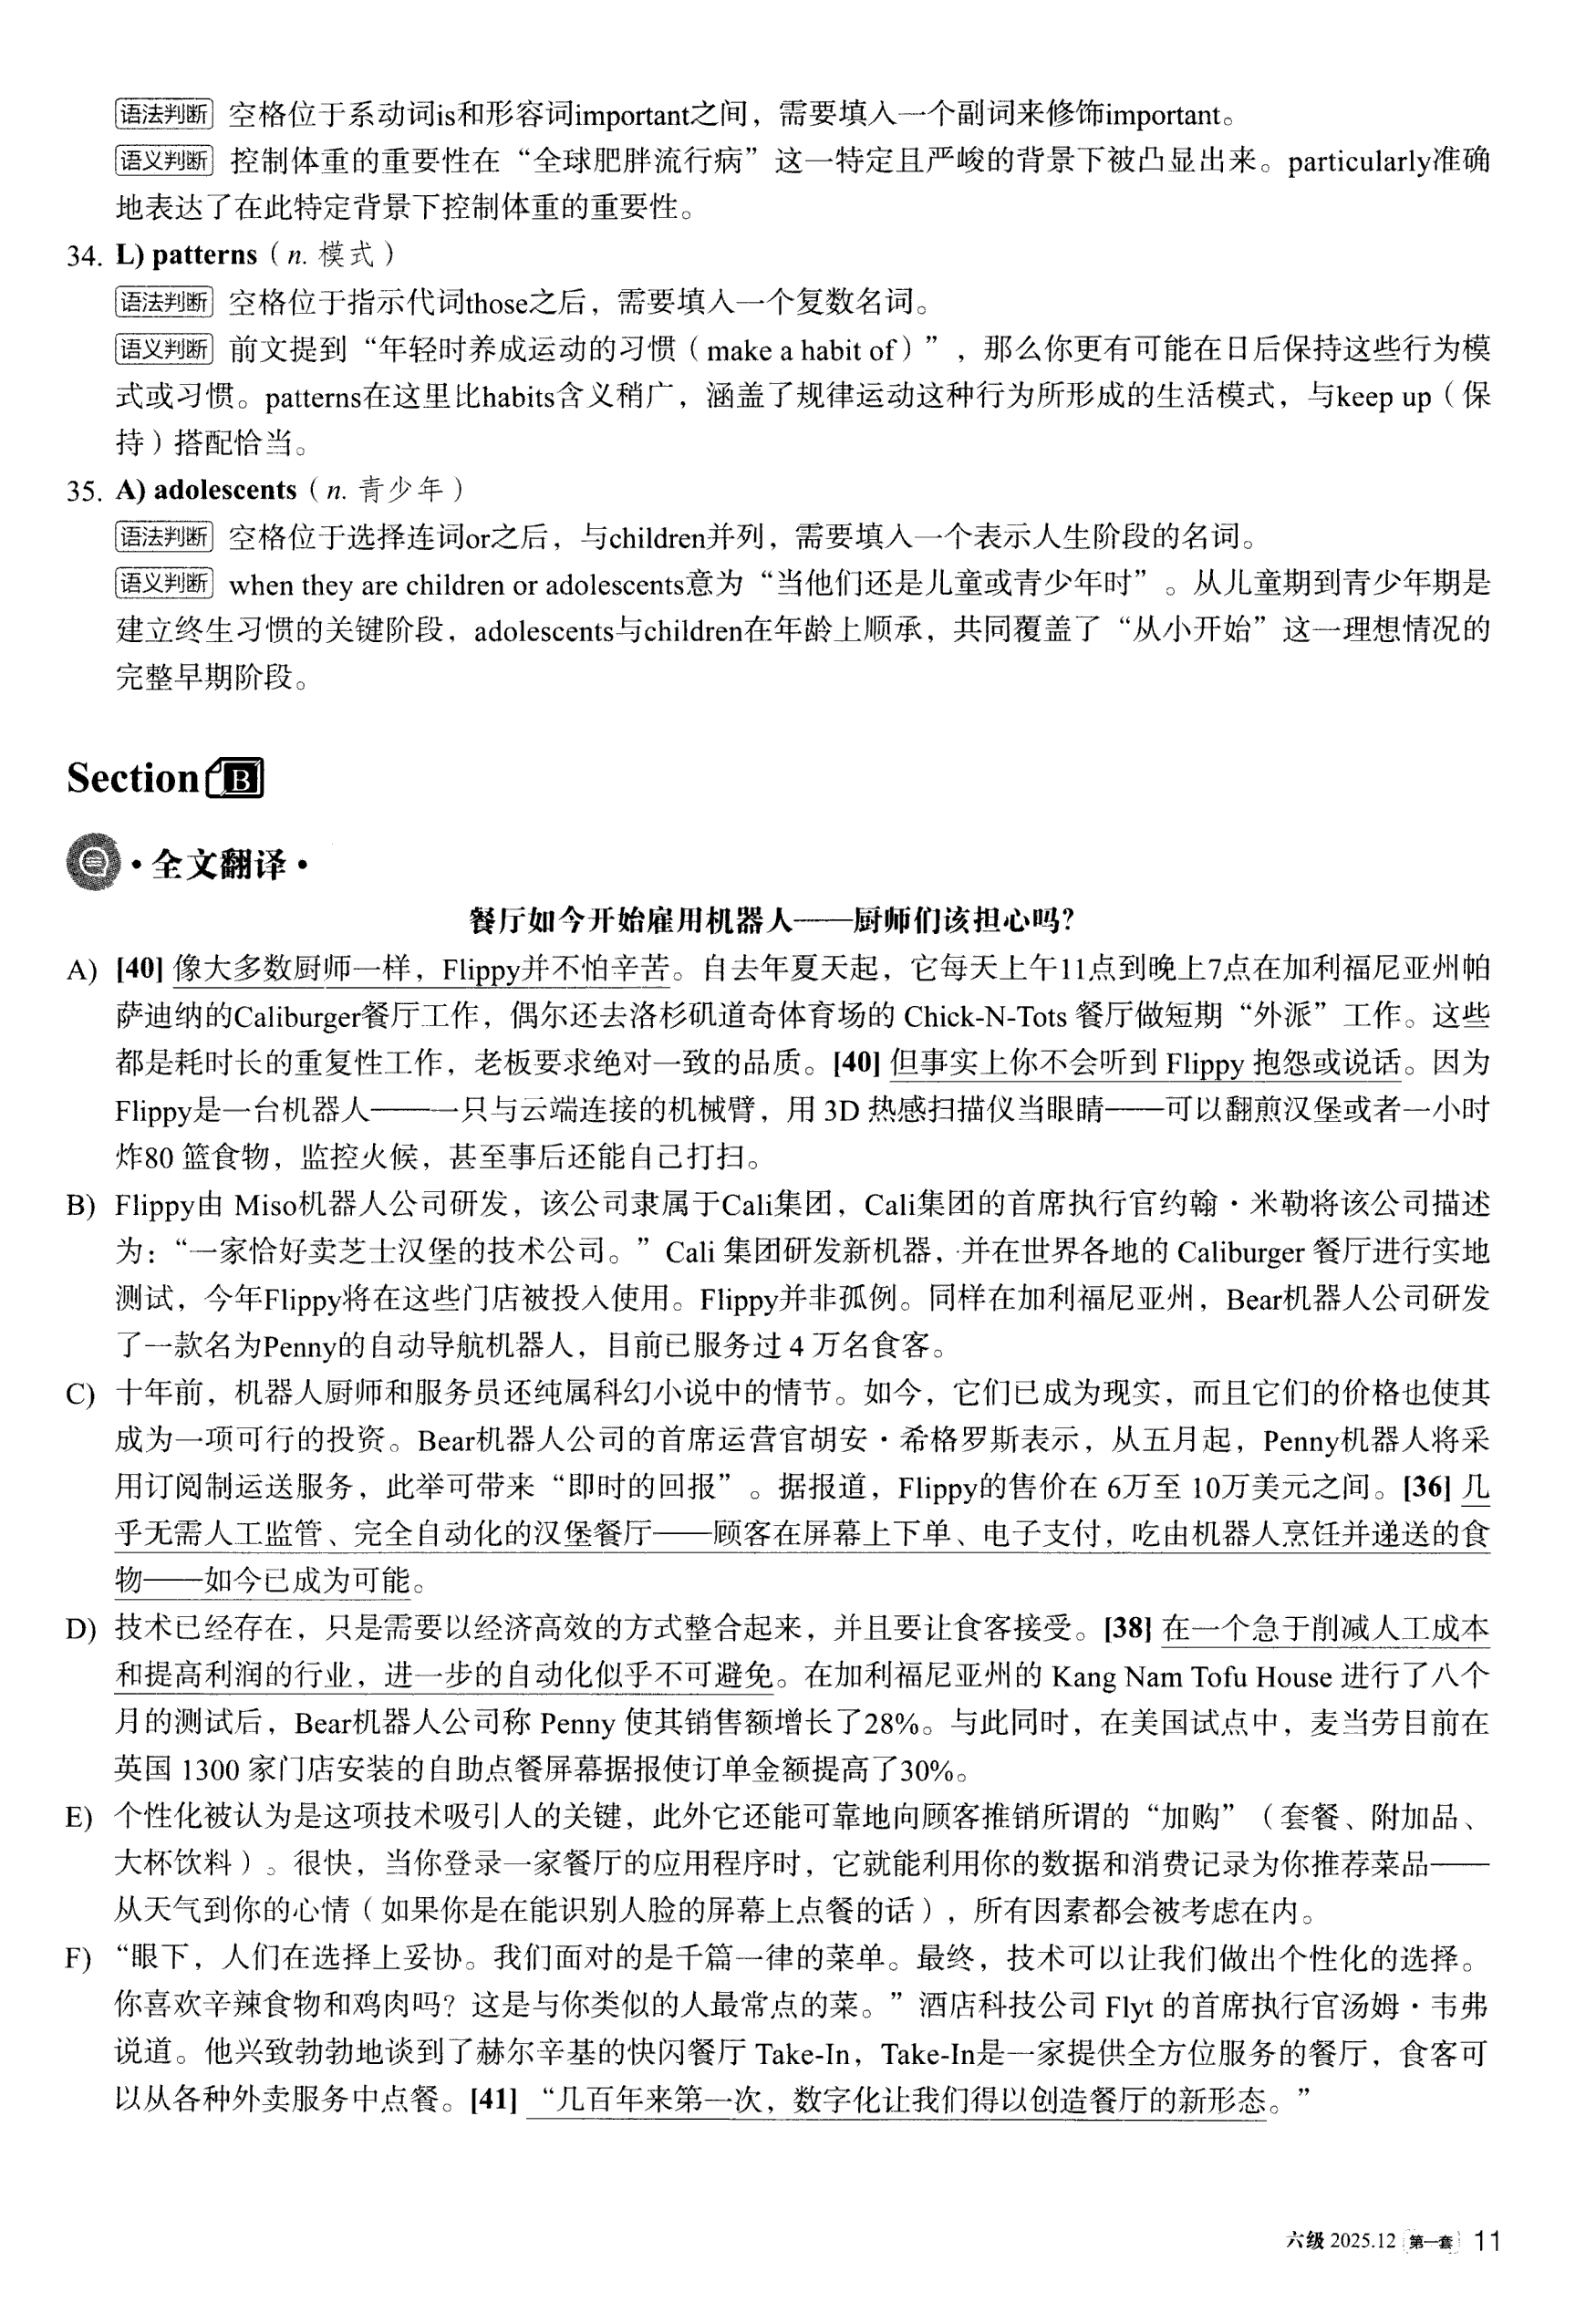 语法判断 空格位于系动词is和形容词important之间，需要填入一个副词来修饰important。
语义判断 控制体重的重要性在“全球肥胖流行病”这一特定且严峻的背景下被凸显出来。particularly准确
地表达了在此特定背景下控制体重的重要性。
34. L) patterns（n. 模式）
语法判断 空格位于指示代词those之后，需要填入一个复数名词。
语义判断 前文提到“年轻时养成运动的习惯（make a habit of）”，那么你更有可能在日后保持这些行为模
式或习惯。patterns在这里比habits含义稍广，涵盖了规律运动这种行为所形成的生活模式，与keep up（保
持）搭配恰当。
35. A) adolescents（n. 青少年）
语法判断 空格位于选择连词or之后，与children并列，需要填入一个表示人生阶段的名词。
语义判断 when they are children or adolescents意为“当他们还是儿童或青少年时”。从儿童期到青少年期是
建立终生习惯的关键阶段，adolescents与children在年龄上顺承，共同覆盖了“从小开始”这一理想情况的
完整早期阶段。
Section B
·全文翻译·
餐厅如今开始雇用机器人——厨师们该担心吗？
A) [40] 像大多数厨师一样，Flippy并不怕辛苦。自去年夏天起，它每天上午11点到晚上7点在加利福尼亚州帕
萨迪纳的Caliburger餐厅工作，偶尔还去洛杉矶道奇体育场的 Chick-N-Tots 餐厅做短期“外派”工作。这些
都是耗时长的重复性工作，老板要求绝对一致的品质。[40] 但事实上你不会听到 Flippy 抱怨或说话。因为
Flippy是一台机器人——一只与云端连接的机械臂，用 3D 热感扫描仪当眼睛——可以翻煎汉堡或者一小时
炸80 篮食物，监控火候，甚至事后还能自己打扫。
B) Flippy由 Miso机器人公司研发，该公司隶属于Cali集团，Cali集团的首席执行官约翰·米勒将该公司描述
为：“一家恰好卖芝士汉堡的技术公司。”Cali 集团研发新机器，并在世界各地的 Caliburger 餐厅进行实地
测试，今年Flippy将在这些门店被投入使用。Flippy并非孤例。同样在加利福尼亚州，Bear机器人公司研发
了一款名为Penny的自动导航机器人，目前已服务过 4 万名食客。
C) 十年前，机器人厨师和服务员还纯属科幻小说中的情节。如今，它们已成为现实，而且它们的价格也使其
成为一项可行的投资。Bear机器人公司的首席运营官胡安·希格罗斯表示，从五月起，Penny机器人将采
用订阅制运送服务，此举可带来“即时的回报”。据报道，Flippy的售价在 6万至 10万美元之间。[36] 几
乎无需人工监管、完全自动化的汉堡餐厅——顾客在屏幕上下单、电子支付，吃由机器人烹饪并递送的食
物——如今已成为可能。
D) 技术已经存在，只是需要以经济高效的方式整合起来，并且要让食客接受。[38] 在一个急于削减人工成本
和提高利润的行业，进一步的自动化似乎不可避免。在加利福尼亚州的 Kang Nam Tofu House 进行了八个
月的测试后，Bear机器人公司称 Penny 使其销售额增长了28%。与此同时，在美国试点中，麦当劳目前在
英国 1300 家门店安装的自助点餐屏幕据报使订单金额提高了30%。
E) 个性化被认为是这项技术吸引人的关键，此外它还能可靠地向顾客推销所谓的“加购”（套餐、附加品、
大杯饮料）。很快，当你登录一家餐厅的应用程序时，它就能利用你的数据和消费记录为你推荐菜品——
从天气到你的心情（如果你是在能识别人脸的屏幕上点餐的话），所有因素都会被考虑在内。
F) “眼下，人们在选择上妥协。我们面对的是千篇一律的菜单。最终，技术可以让我们做出个性化的选择。
你喜欢辛辣食物和鸡肉吗？这是与你类似的人最常点的菜。”酒店科技公司 Flyt 的首席执行官汤姆·韦弗
说道。他兴致勃勃地谈到了赫尔辛基的快闪餐厅 Take-In，Take-In是一家提供全方位服务的餐厅，食客可
以从各种外卖服务中点餐。[41] “几百年来第一次，数字化让我们得以创造餐厅的新形态。”
六级 2025.12 第一套 11